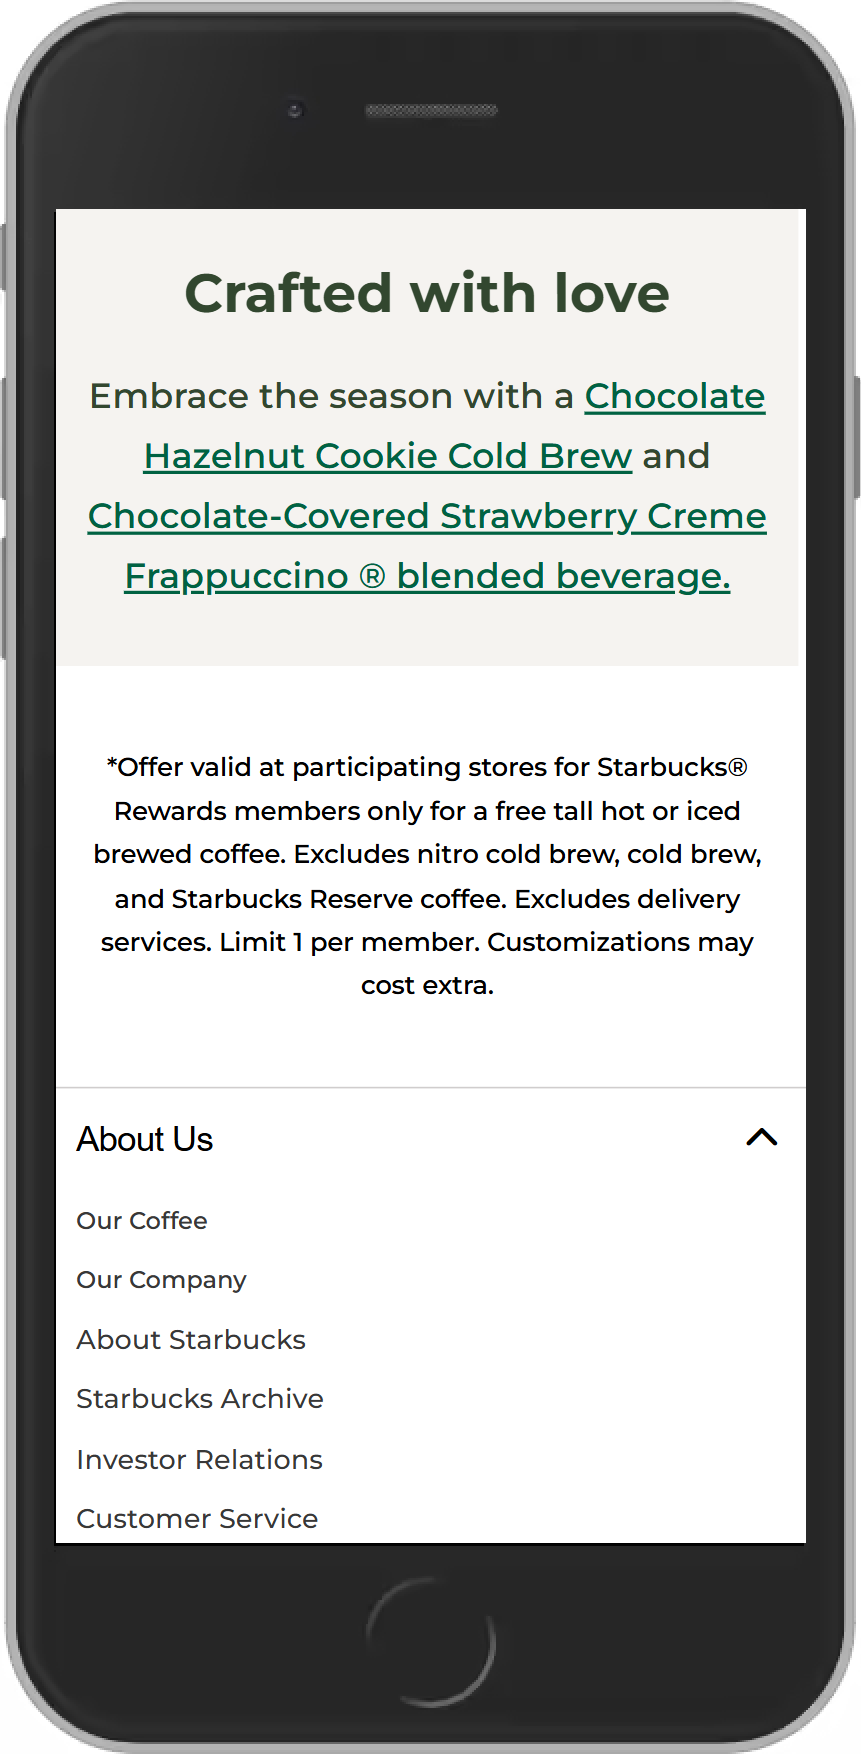 Crafted with love
Embrace the season with a Chocolate
Hazelnut Cookie Cold Brew and
Chocolate-Covered Strawberry Creme
Frappuccino ® blended beverage.
*Offer valid at participating stores for Starbucks®
Rewards members only for a free tall hot or iced
brewed coffee. Excludes nitro cold brew, cold brew,
and Starbucks Reserve coffee. Excludes delivery
services. Limit 1 per member. Customizations may
cost extra.
About Us
Our Coffee
Our Company
About Starbucks
Starbucks Archive
Investor Relations
Customer Service